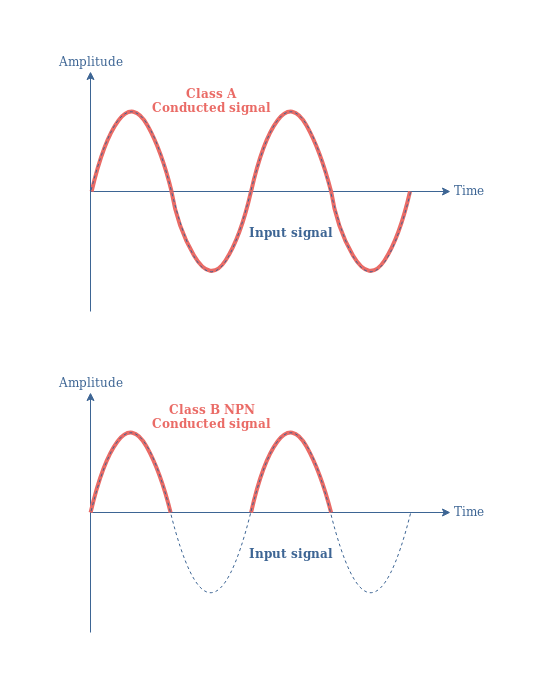 Amplitude
Class A
Conducted signal
Time
Input signal
Amplitude
Class B NPN
Conducted signal
Time
Input signal